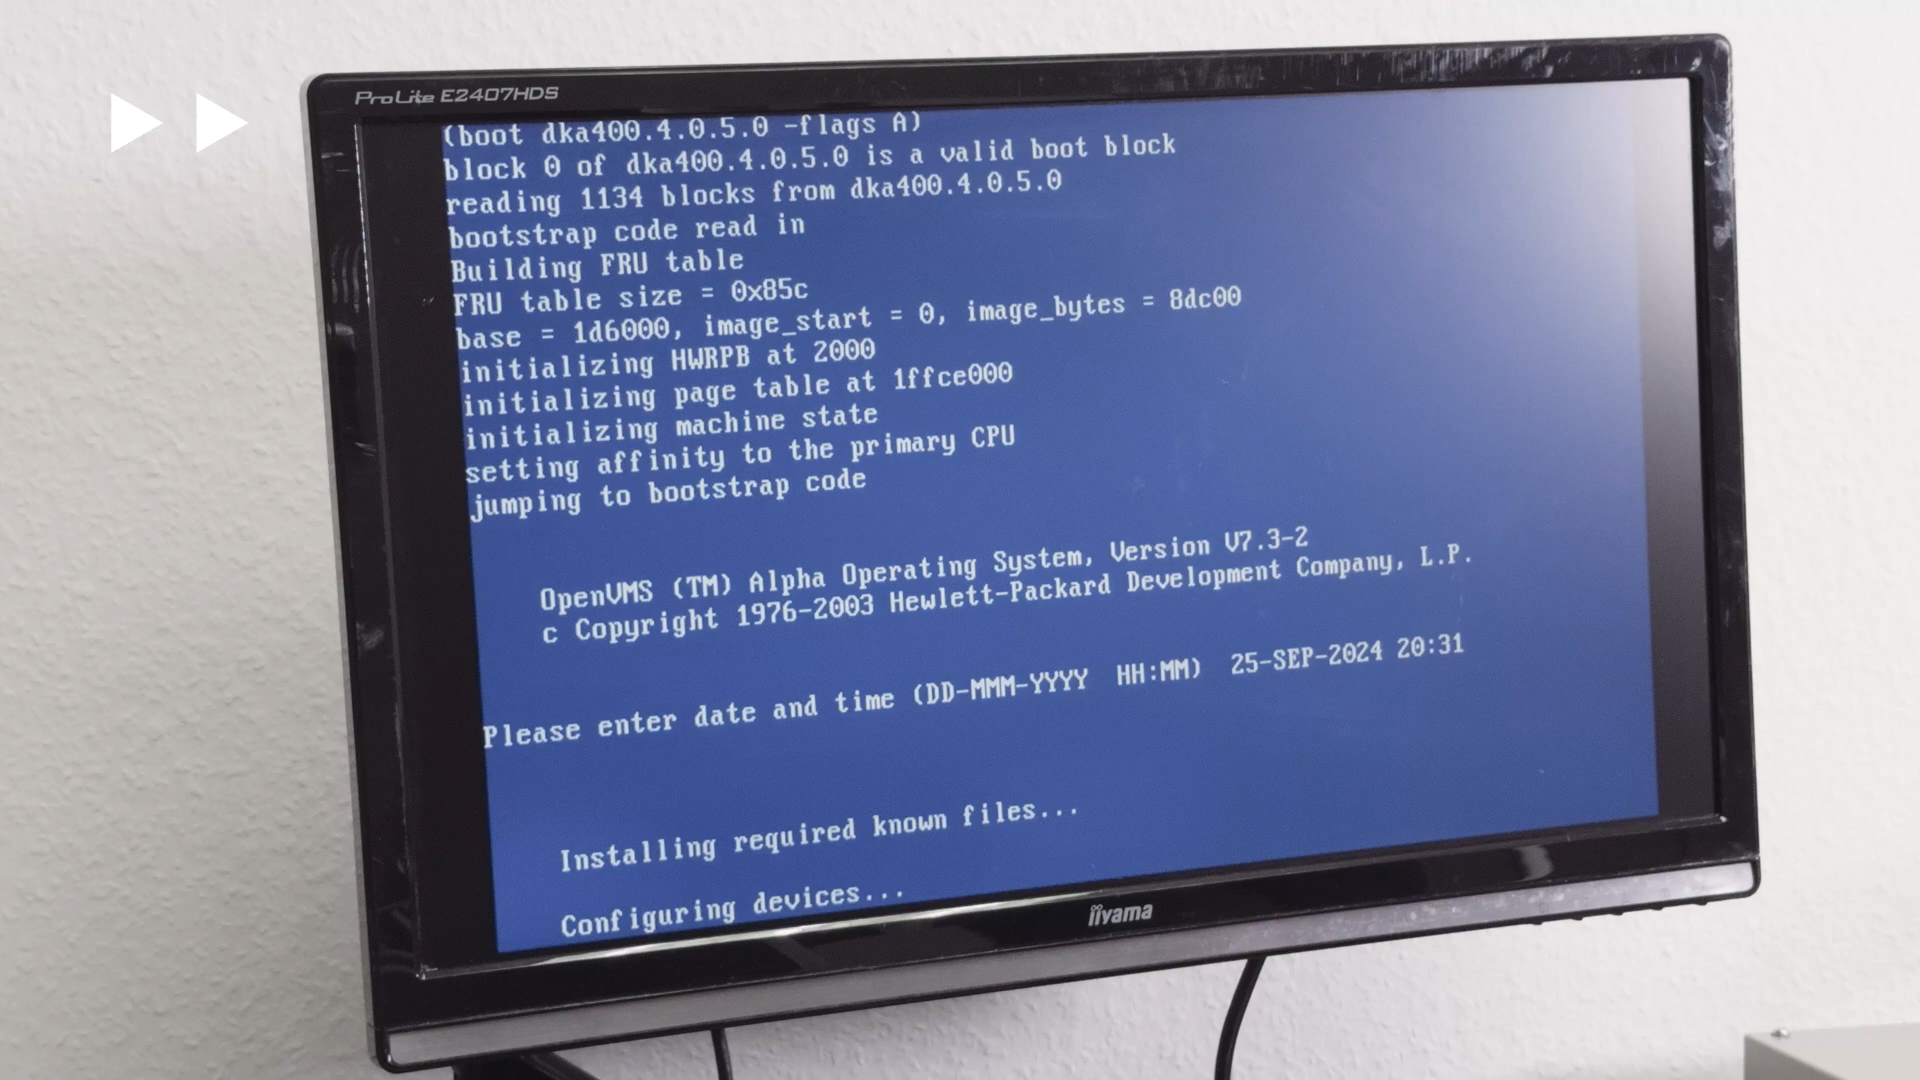 ProLite E2407HDS
(boot dka400.4.0.5.0 -flags A)
block 0 of dka400.4.0.5.0 is a valid boot block
reading 1134 blocks from dka400.4.0.5.0
bootstrap code read in
Building FRU table
FRU table size = 0x85c
base = 1d6000, image_start = 0, image_bytes = 8dc00
initializing HWRPB at 2000
initializing page table at 1ffce000
initializing machine state
setting affinity to the primary CPU
jumping to bootstrap code
OpenVMS (TM) Alpha Operating System, Version V7.3-2
c Copyright 1976-2003 Hewlett-Packard Development Company, L.P.
Please enter date and time (DD-MMM-YYYY  HH:MM)  25-SEP-2024 20:31
Installing required known files...
Configuring devices...
iiyama